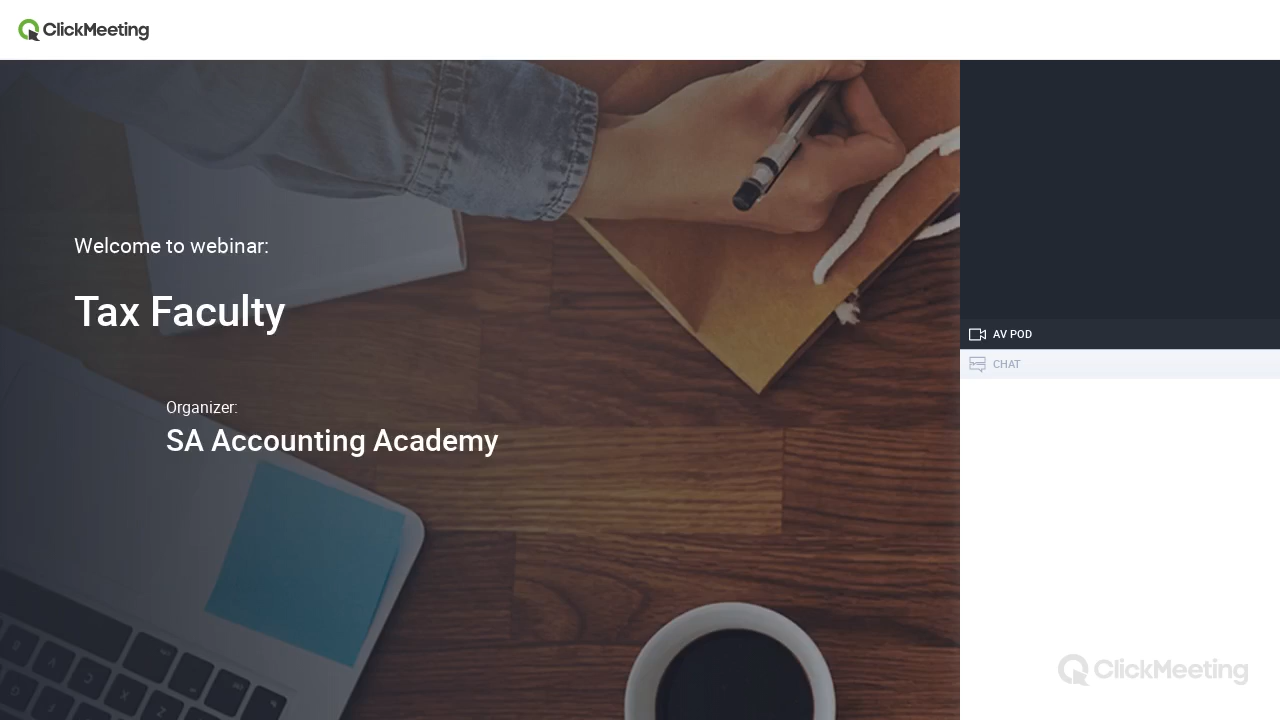 ClickMeeting
Welcome to webinar:
Tax Faculty
Organizer:
SA Accounting Academy
AV POD
CHAT
ClickMeeting